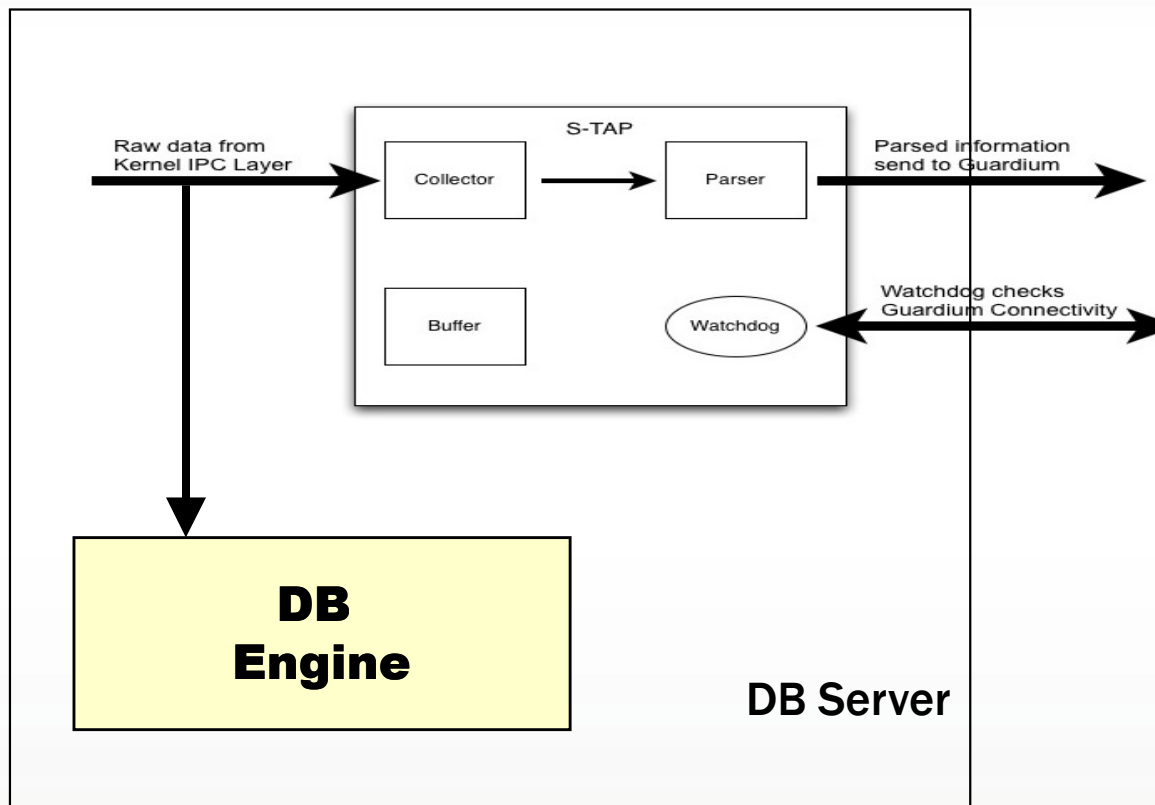 S-TAP
Raw data from
Kernel IPC Layer
Collector
Parser
Parsed information
send to Guardium
Buffer
Watchdog
Watchdog checks
Guardium Connectivity
DB
Engine
DB Server